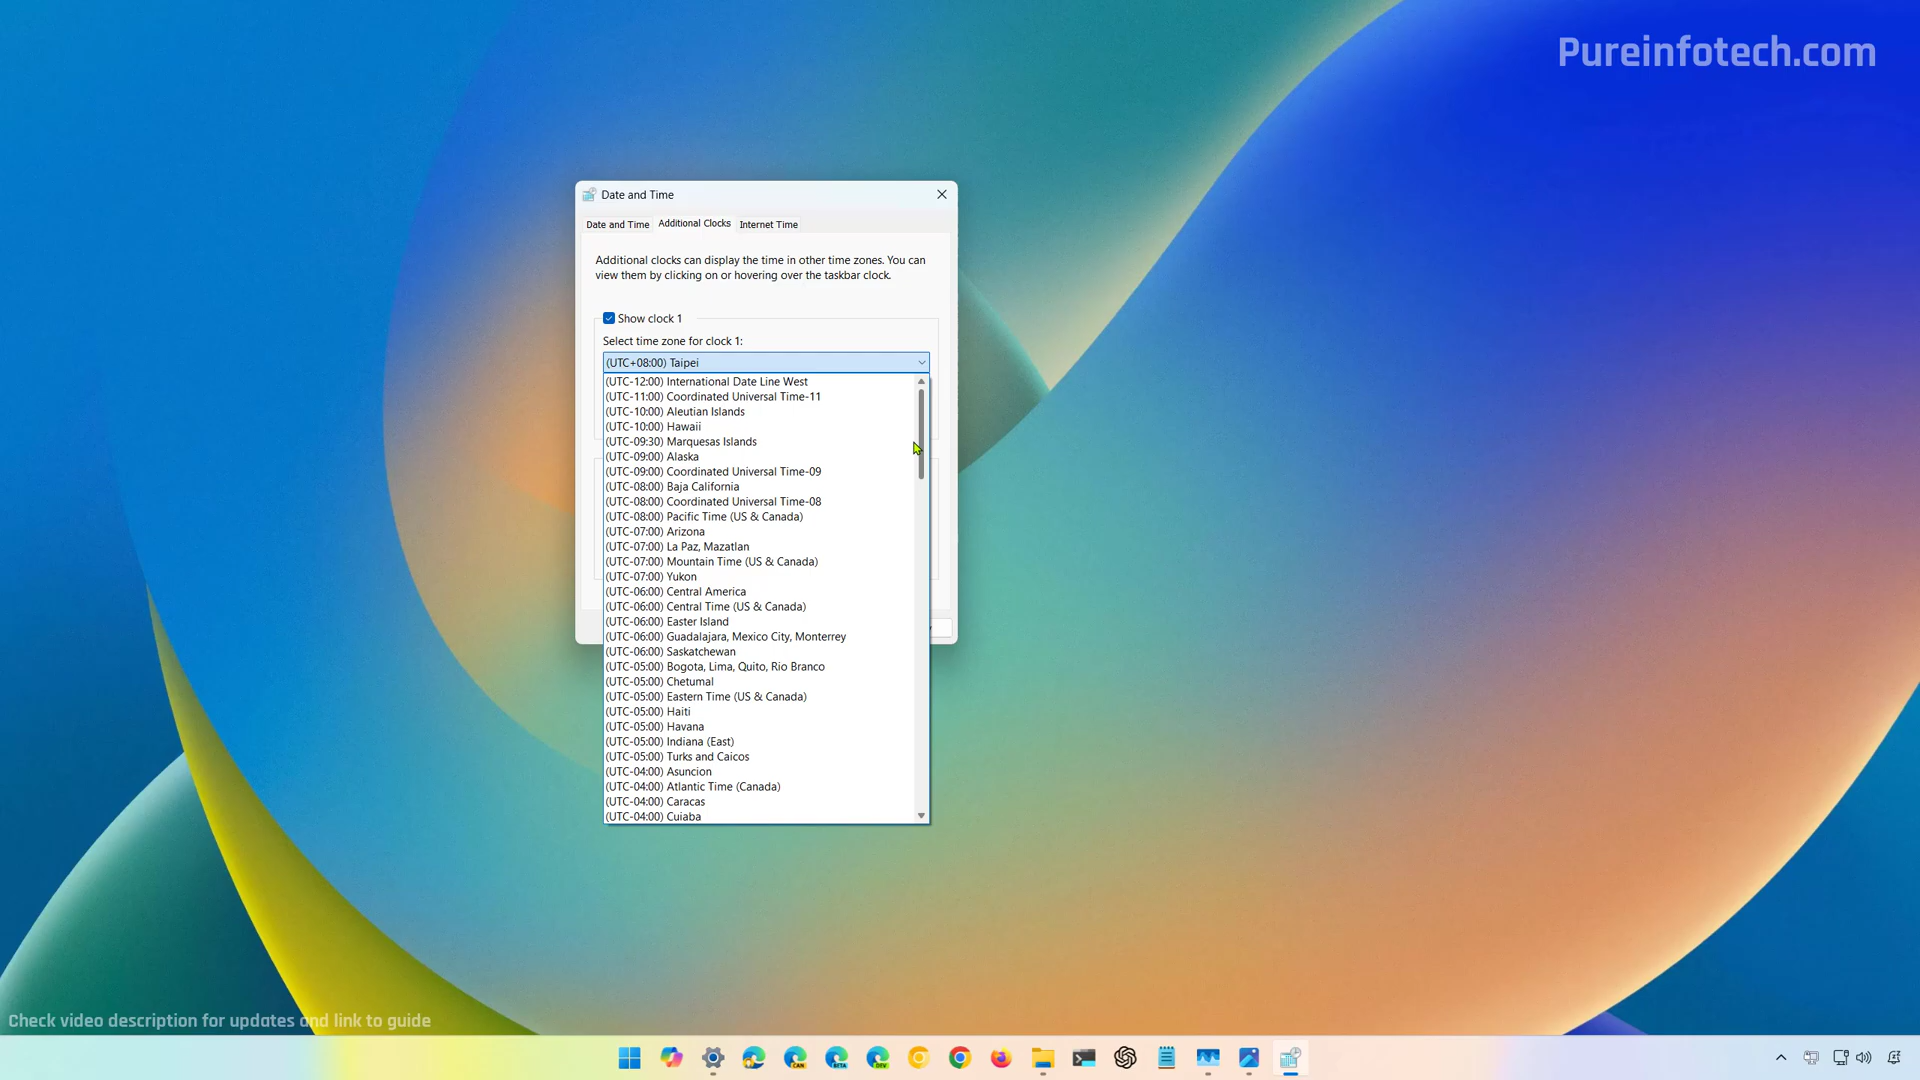 Pureinfotech.com
Date and Time
Date and Time
Additional Clocks
Internet Time
Additional clocks can display the time in other time zones. You can
view them by clicking on or hovering over the taskbar clock.
Show clock 1
Select time zone for clock 1:
(UTC+08:00) Taipei
(UTC-12:00) International Date Line West
(UTC-11:00) Coordinated Universal Time-11
(UTC-10:00) Aleutian Islands
(UTC-10:00) Hawaii
(UTC-09:30) Marquesas Islands
(UTC-09:00) Alaska
(UTC-09:00) Coordinated Universal Time-09
(UTC-08:00) Baja California
(UTC-08:00) Coordinated Universal Time-08
(UTC-08:00) Pacific Time (US & Canada)
(UTC-07:00) Arizona
(UTC-07:00) La Paz, Mazatlan
(UTC-07:00) Mountain Time (US & Canada)
(UTC-07:00) Yukon
(UTC-06:00) Central America
(UTC-06:00) Central Time (US & Canada)
(UTC-06:00) Easter Island
(UTC-06:00) Guadalajara, Mexico City, Monterrey
(UTC-06:00) Saskatchewan
(UTC-05:00) Bogota, Lima, Quito, Rio Branco
(UTC-05:00) Chetumal
(UTC-05:00) Eastern Time (US & Canada)
(UTC-05:00) Haiti
(UTC-05:00) Havana
(UTC-05:00) Indiana (East)
(UTC-05:00) Turks and Caicos
(UTC-04:00) Asuncion
(UTC-04:00) Atlantic Time (Canada)
(UTC-04:00) Caracas
(UTC-04:00) Cuiaba
Check video description for updates and link to guide
CAN
BETA
DEV